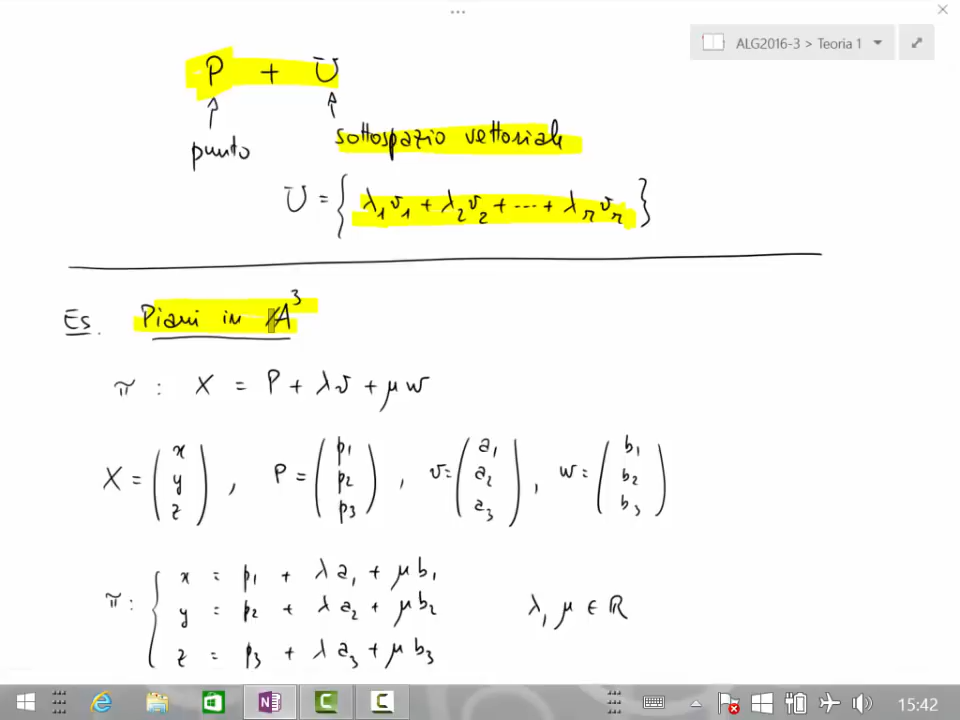 ALG2016-3 > Teoria 1
P + U
punto
sottospazio vettoriale
U = { λ₁v₁ + λ₂v₂ + ··· + λᵣvᵣ }
Es. Piani in A³
π : X = P + λv + μw
X = (x y z), P = (p₁ p₂ p₃), v = (a₁ a₂ a₃), w = (b₁ b₂ b₃)
π : { x = p₁ + λa₁ + μb₁
y = p₂ + λa₂ + μb₂
λ, μ ∈ ℝ
z = p₃ + λa₃ + μb₃
15:42